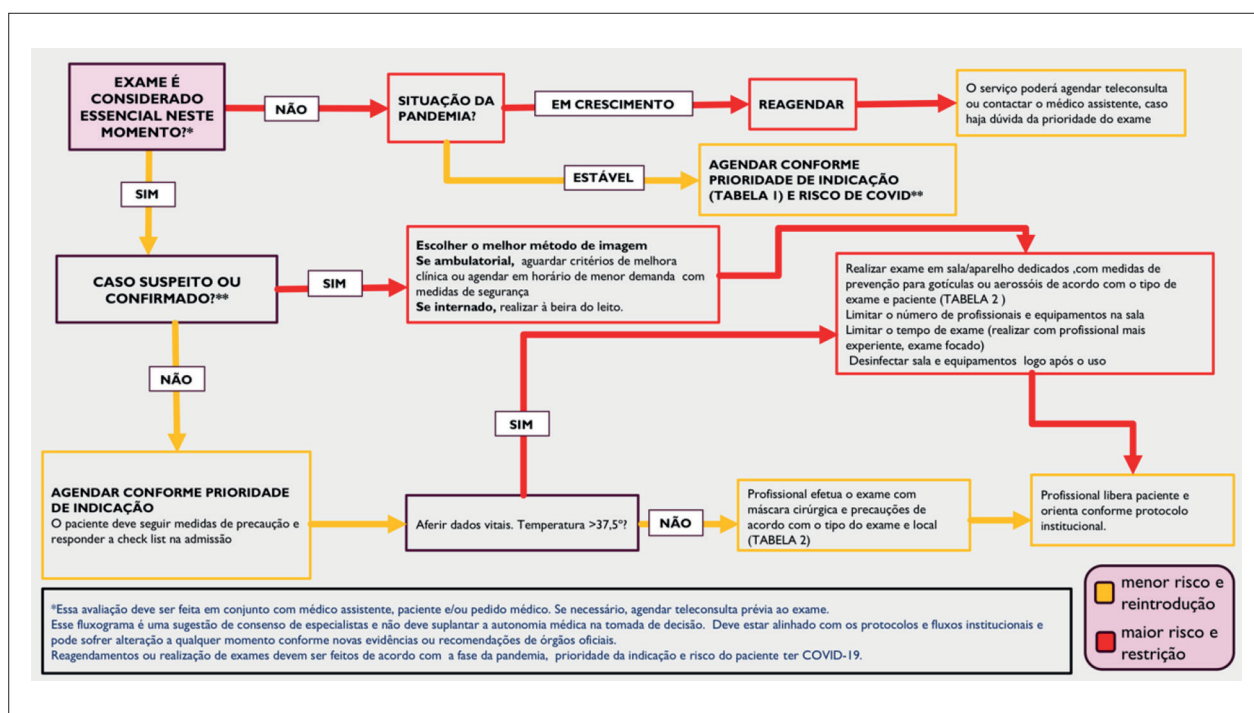 EXAME É
CONSIDERADO
ESSENCIAL NESTE
MOMENTO?*
NÃO
SITUAÇÃO DA
PANDEMIA?
EM CRESCIMENTO
REAGENDAR
O serviço poderá agendar teleconsulta
ou contactar o médico assistente, caso
haja dúvida da prioridade do exame
ESTÁVEL
AGENDAR CONFORME
PRIORIDADE DE INDICAÇÃO
(TABELA 1) E RISCO DE COVID**
SIM
CASO SUSPEITO OU
CONFIRMADO?**
SIM
Escolher o melhor método de imagem
Se ambulatorial, aguardar critérios de melhora
clínica ou agendar em horário de menor demanda com
medidas de segurança
Se internado, realizar à beira do leito.
Realizar exame em sala/aparelho dedicados ,com medidas de
prevenção para gotículas ou aerossóis de acordo com o tipo de
exame e paciente (TABELA 2 )
Limitar o número de profissionais e equipamentos na sala
Limitar o tempo de exame (realizar com profissional mais
experiente, exame focado)
Desinfectar sala e equipamentos logo após o uso
NÃO
SIM
AGENDAR CONFORME PRIORIDADE
DE INDICAÇÃO
O paciente deve seguir medidas de precaução e
responder a check list na admissão
Aferir dados vitais. Temperatura >37,5°?
NÃO
Profissional efetua o exame com
máscara cirúrgica e precauções de
acordo com o tipo do exame e local
(TABELA 2)
Profissional libera paciente e
orienta conforme protocolo
institucional.
*Essa avaliação deve ser feita em conjunto com médico assistente, paciente e/ou pedido médico. Se necessário, agendar teleconsulta prévia ao exame.
Esse fluxograma é uma sugestão de consenso de especialistas e não deve suplantar a autonomia médica na tomada de decisão. Deve estar alinhado com os protocolos e fluxos institucionais e
pode sofrer alteração a qualquer momento conforme novas evidências ou recomendações de órgãos oficiais.
Reagendamentos ou realização de exames devem ser feitos de acordo com a fase da pandemia, prioridade da indicação e risco do paciente ter COVID-19.
menor risco e
reintrodução
maior risco e
restrição